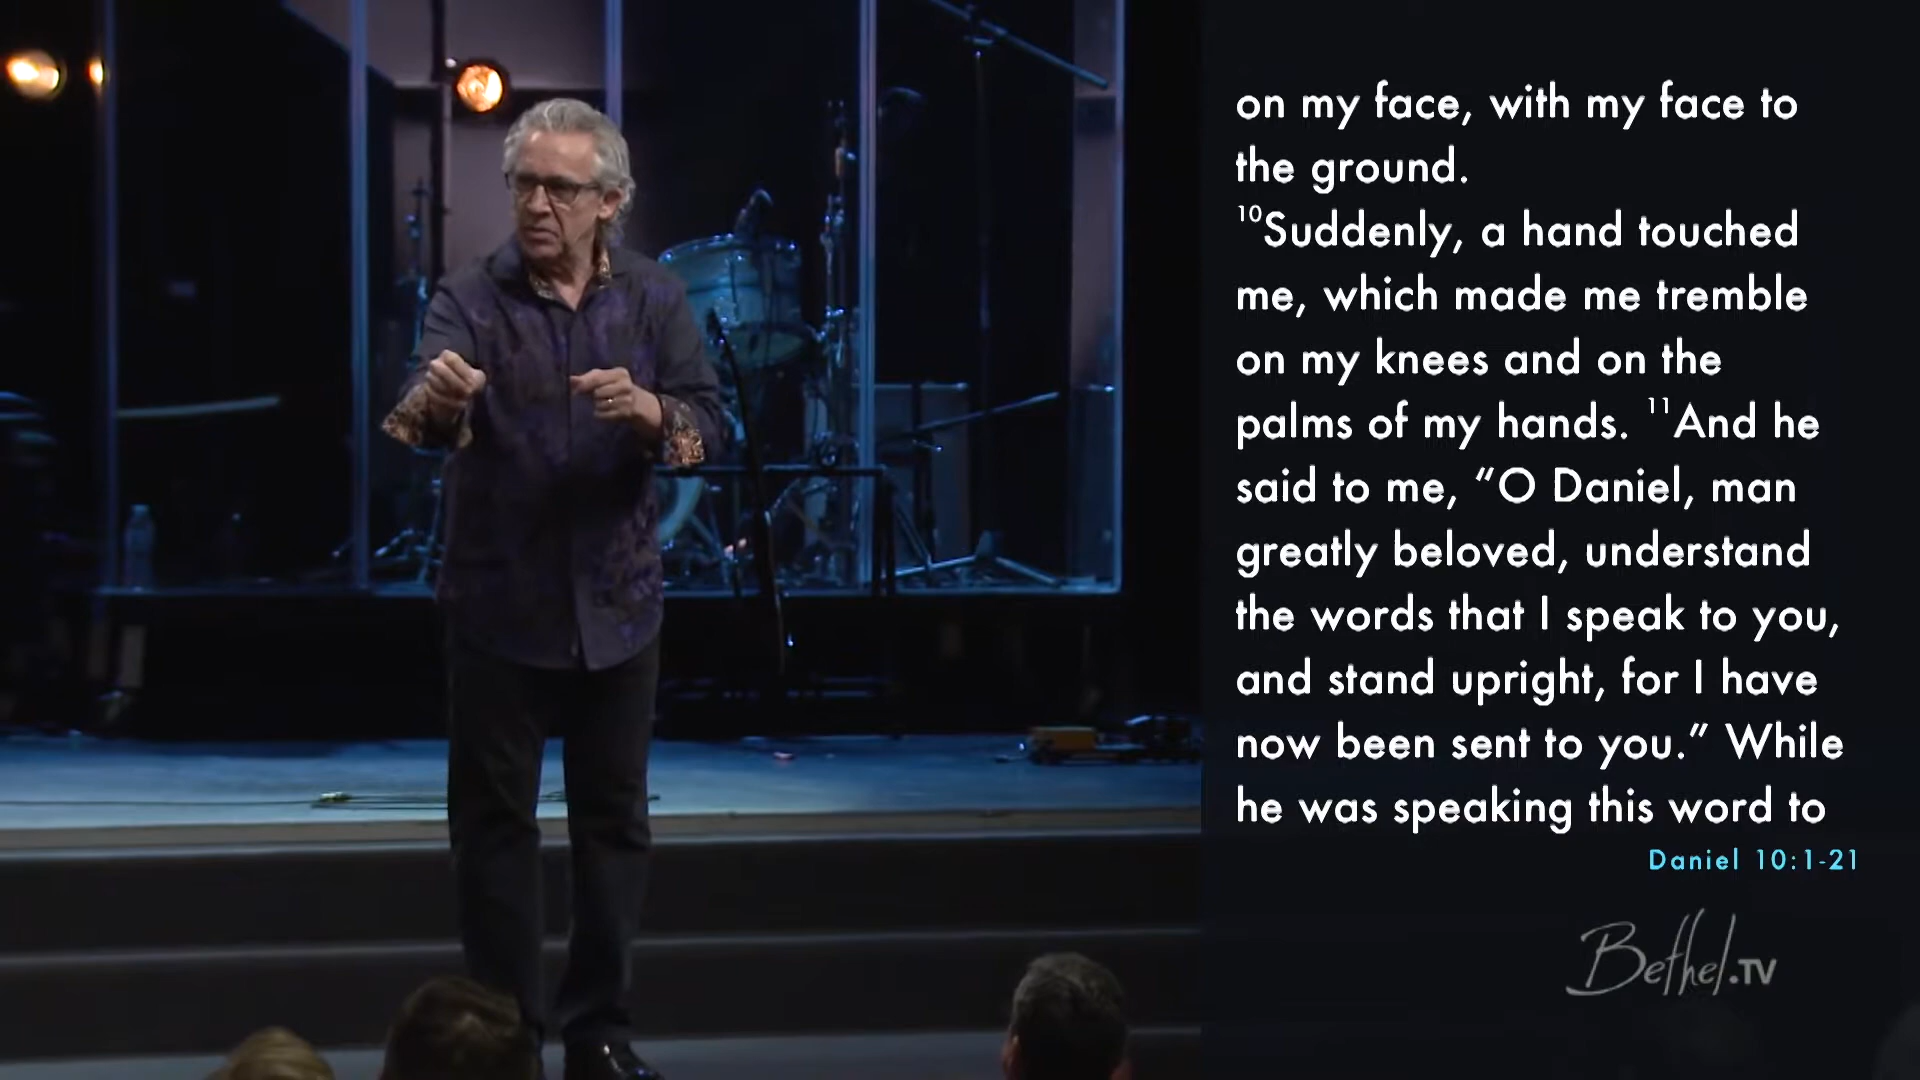 on my face, with my face to
the ground.
10Suddenly, a hand touched
me, which made me tremble
on my knees and on the
palms of my hands. 11And he
said to me, “O Daniel, man
greatly beloved, understand
the words that I speak to you,
and stand upright, for I have
now been sent to you.” While
he was speaking this word to
Daniel 10:1-21
Bethel.TV